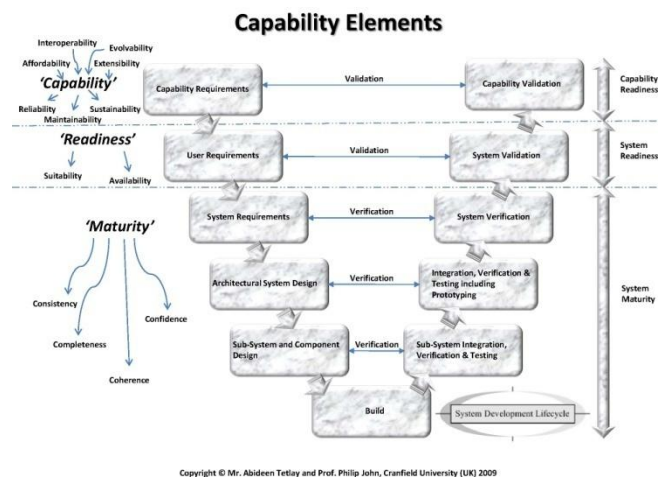 Capability Elements
Interoperability
Evolvability
Affordability
Extensibility
'Capability'
Reliability
Sustainability
Maintainability
Capability Requirements
Validation
Capability Validation
Capability
Readiness
'Readiness'
Suitability
Availability
User Requirements
Validation
System Validation
System
Readiness
'Maturity'
Consistency
Confidence
Completeness
Coherence
System Requirements
Verification
System Verification
Architectural System Design
Verification
Integration, Verification &
Testing including
Prototyping
System
Maturity
Sub-System and Component
Design
Verification
Sub-System Integration,
Verification & Testing
Build
System Development Lifecycle
Copyright © Mr. Abideen Tetlay and Prof. Philip John, Cranfield University (UK) 2009